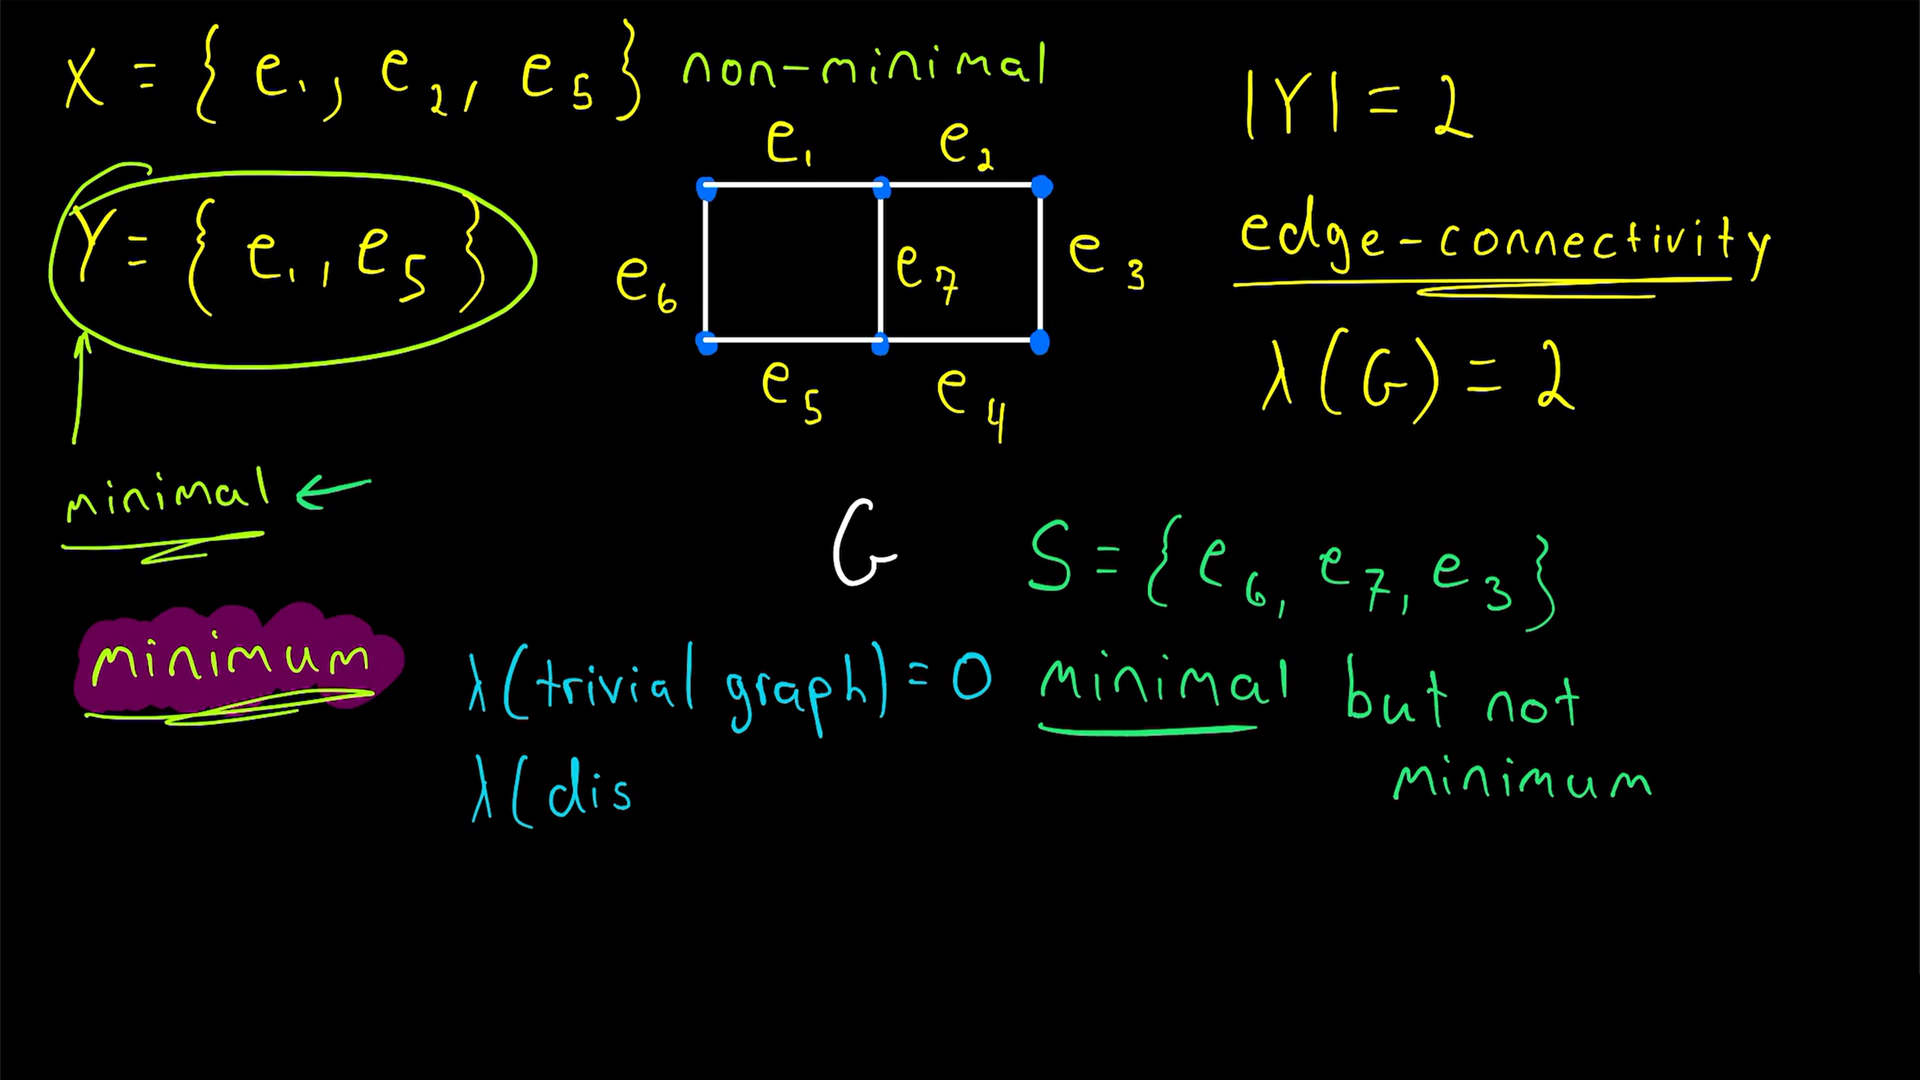 X = { e₁, e₂, e₅ } non-minimal
|Y| = 2
e₁ e₂
Y = { e₁, e₅ }
e₆ e₇ e₃
edge-connectivity
e₅ e₄
λ(G) = 2
minimal ←
G
S = { e₆, e₇, e₃ }
minimum
λ(trivial graph) = 0
minimal but not
minimum
λ(dis